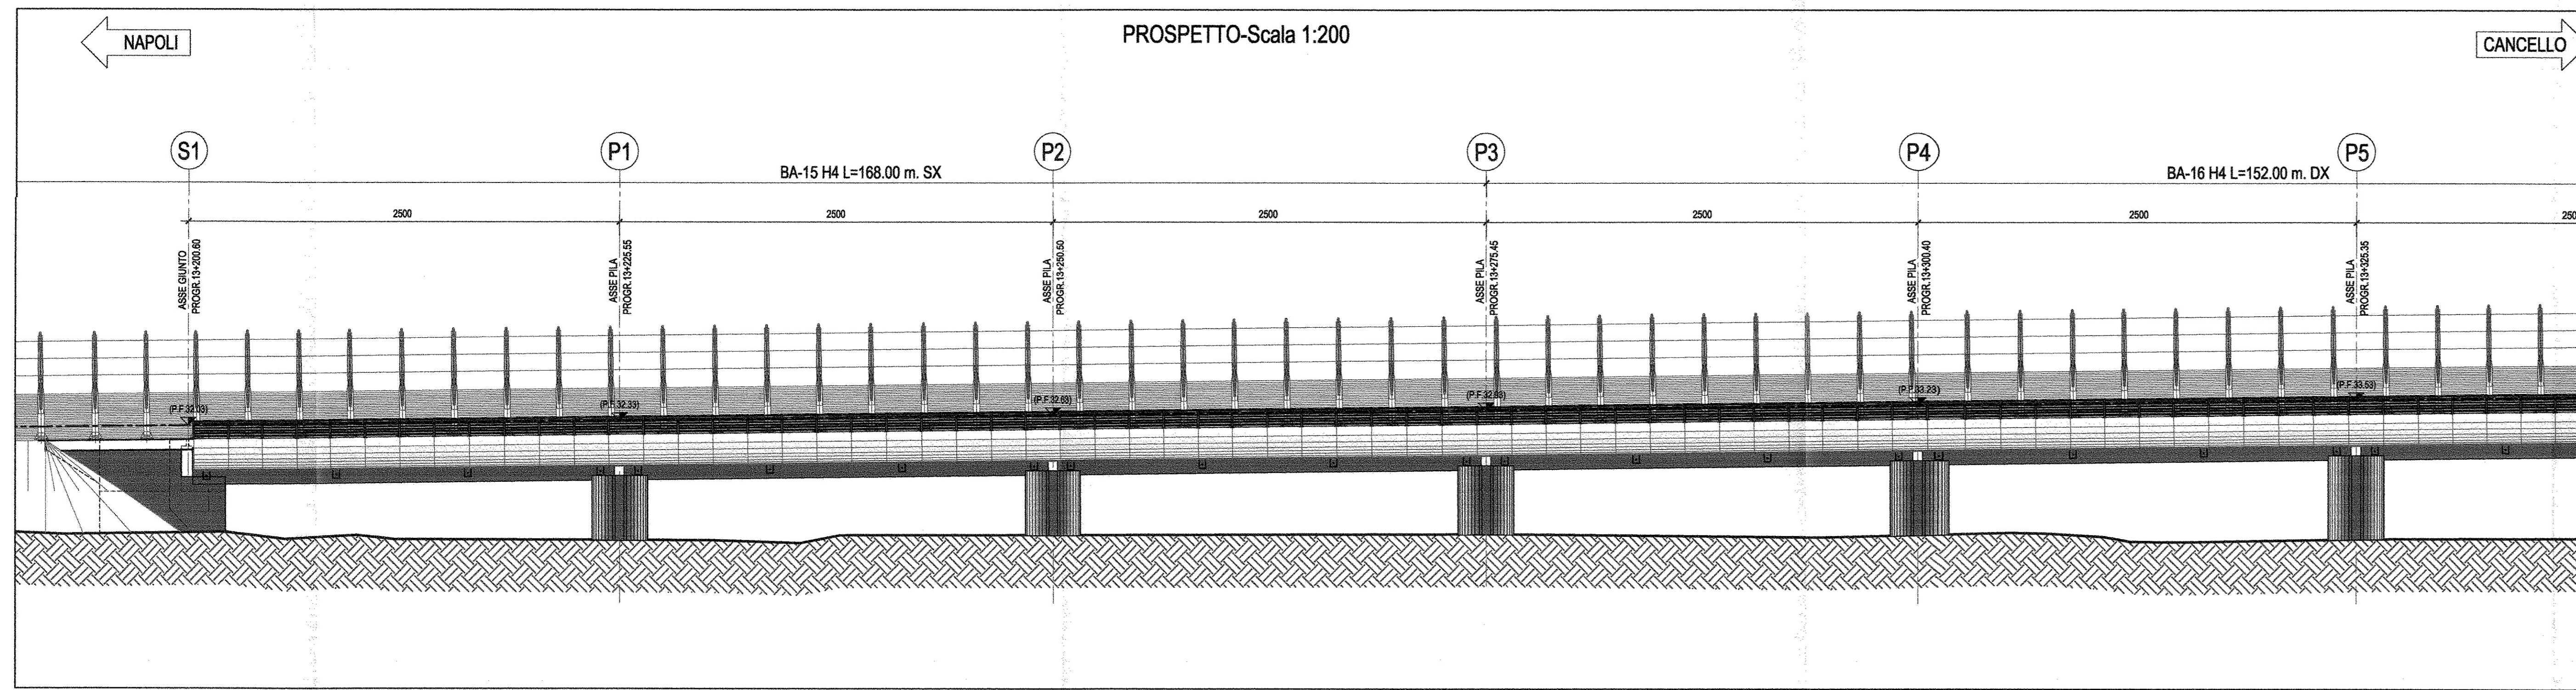 PROSPETTO-Scala 1:200
NAPOLI
CANCELLO
S1
P1
P2
P3
P4
P5
BA-15 H4 L=168.00 m. SX
BA-16 H4 L=152.00 m. DX
2500
2500
2500
2500
2500
250
ASSE GIUNTO
PROGR.13+200.60
ASSE PILA
PROGR.13+225.55
ASSE PILA
PROGR.13+250.50
ASSE PILA
PROGR.13+275.45
ASSE PILA
PROGR.13+300.40
ASSE PILA
PROGR.13+325.35
(P.F.32.03)
(P.F.32.33)
(P.F.32.63)
(P.F.33.23)
(P.F.33.53)